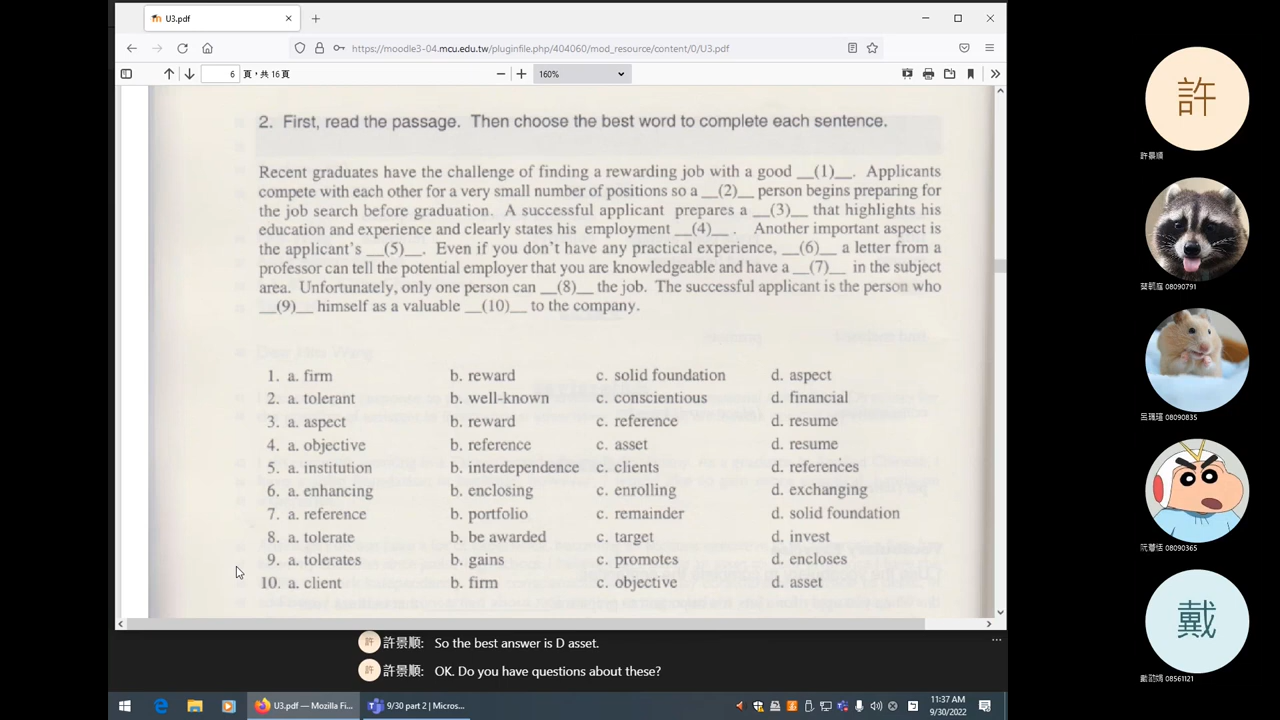 U3.pdf
https://moodle3-04.mcu.edu.tw/pluginfile.php/404060/mod_resource/content/0/U3.pdf
6 頁，共 16 頁
160%
2. First, read the passage. Then choose the best word to complete each sentence.
Recent graduates have the challenge of finding a rewarding job with a good __(1)__. Applicants
compete with each other for a very small number of positions so a __(2)__ person begins preparing for
the job search before graduation. A successful applicant prepares a __(3)__ that highlights his
education and experience and clearly states his employment __(4)__ . Another important aspect is
the applicant's __(5)__. Even if you don't have any practical experience, __(6)__ a letter from a
professor can tell the potential employer that you are knowledgeable and have a __(7)__ in the subject
area. Unfortunately, only one person can __(8)__ the job. The successful applicant is the person who
__(9)__ himself as a valuable __(10)__ to the company.
1. a. firm b. reward c. solid foundation d. aspect
2. a. tolerant b. well-known c. conscientious d. financial
3. a. aspect b. reward c. reference d. resume
4. a. objective b. reference c. asset d. resume
5. a. institution b. interdependence c. clients d. references
6. a. enhancing b. enclosing c. enrolling d. exchanging
7. a. reference b. portfolio c. remainder d. solid foundation
8. a. tolerate b. be awarded c. target d. invest
9. a. tolerates b. gains c. promotes d. encloses
10. a. client b. firm c. objective d. asset
許 許景順: So the best answer is D asset.
許 許景順: OK. Do you have questions about these?
U3.pdf — Mozilla Fi...
9/30 part 2 | Micros...
11:37 AM
9/30/2022
許
許景順
08090791
08090835
08090365
戴
08561121